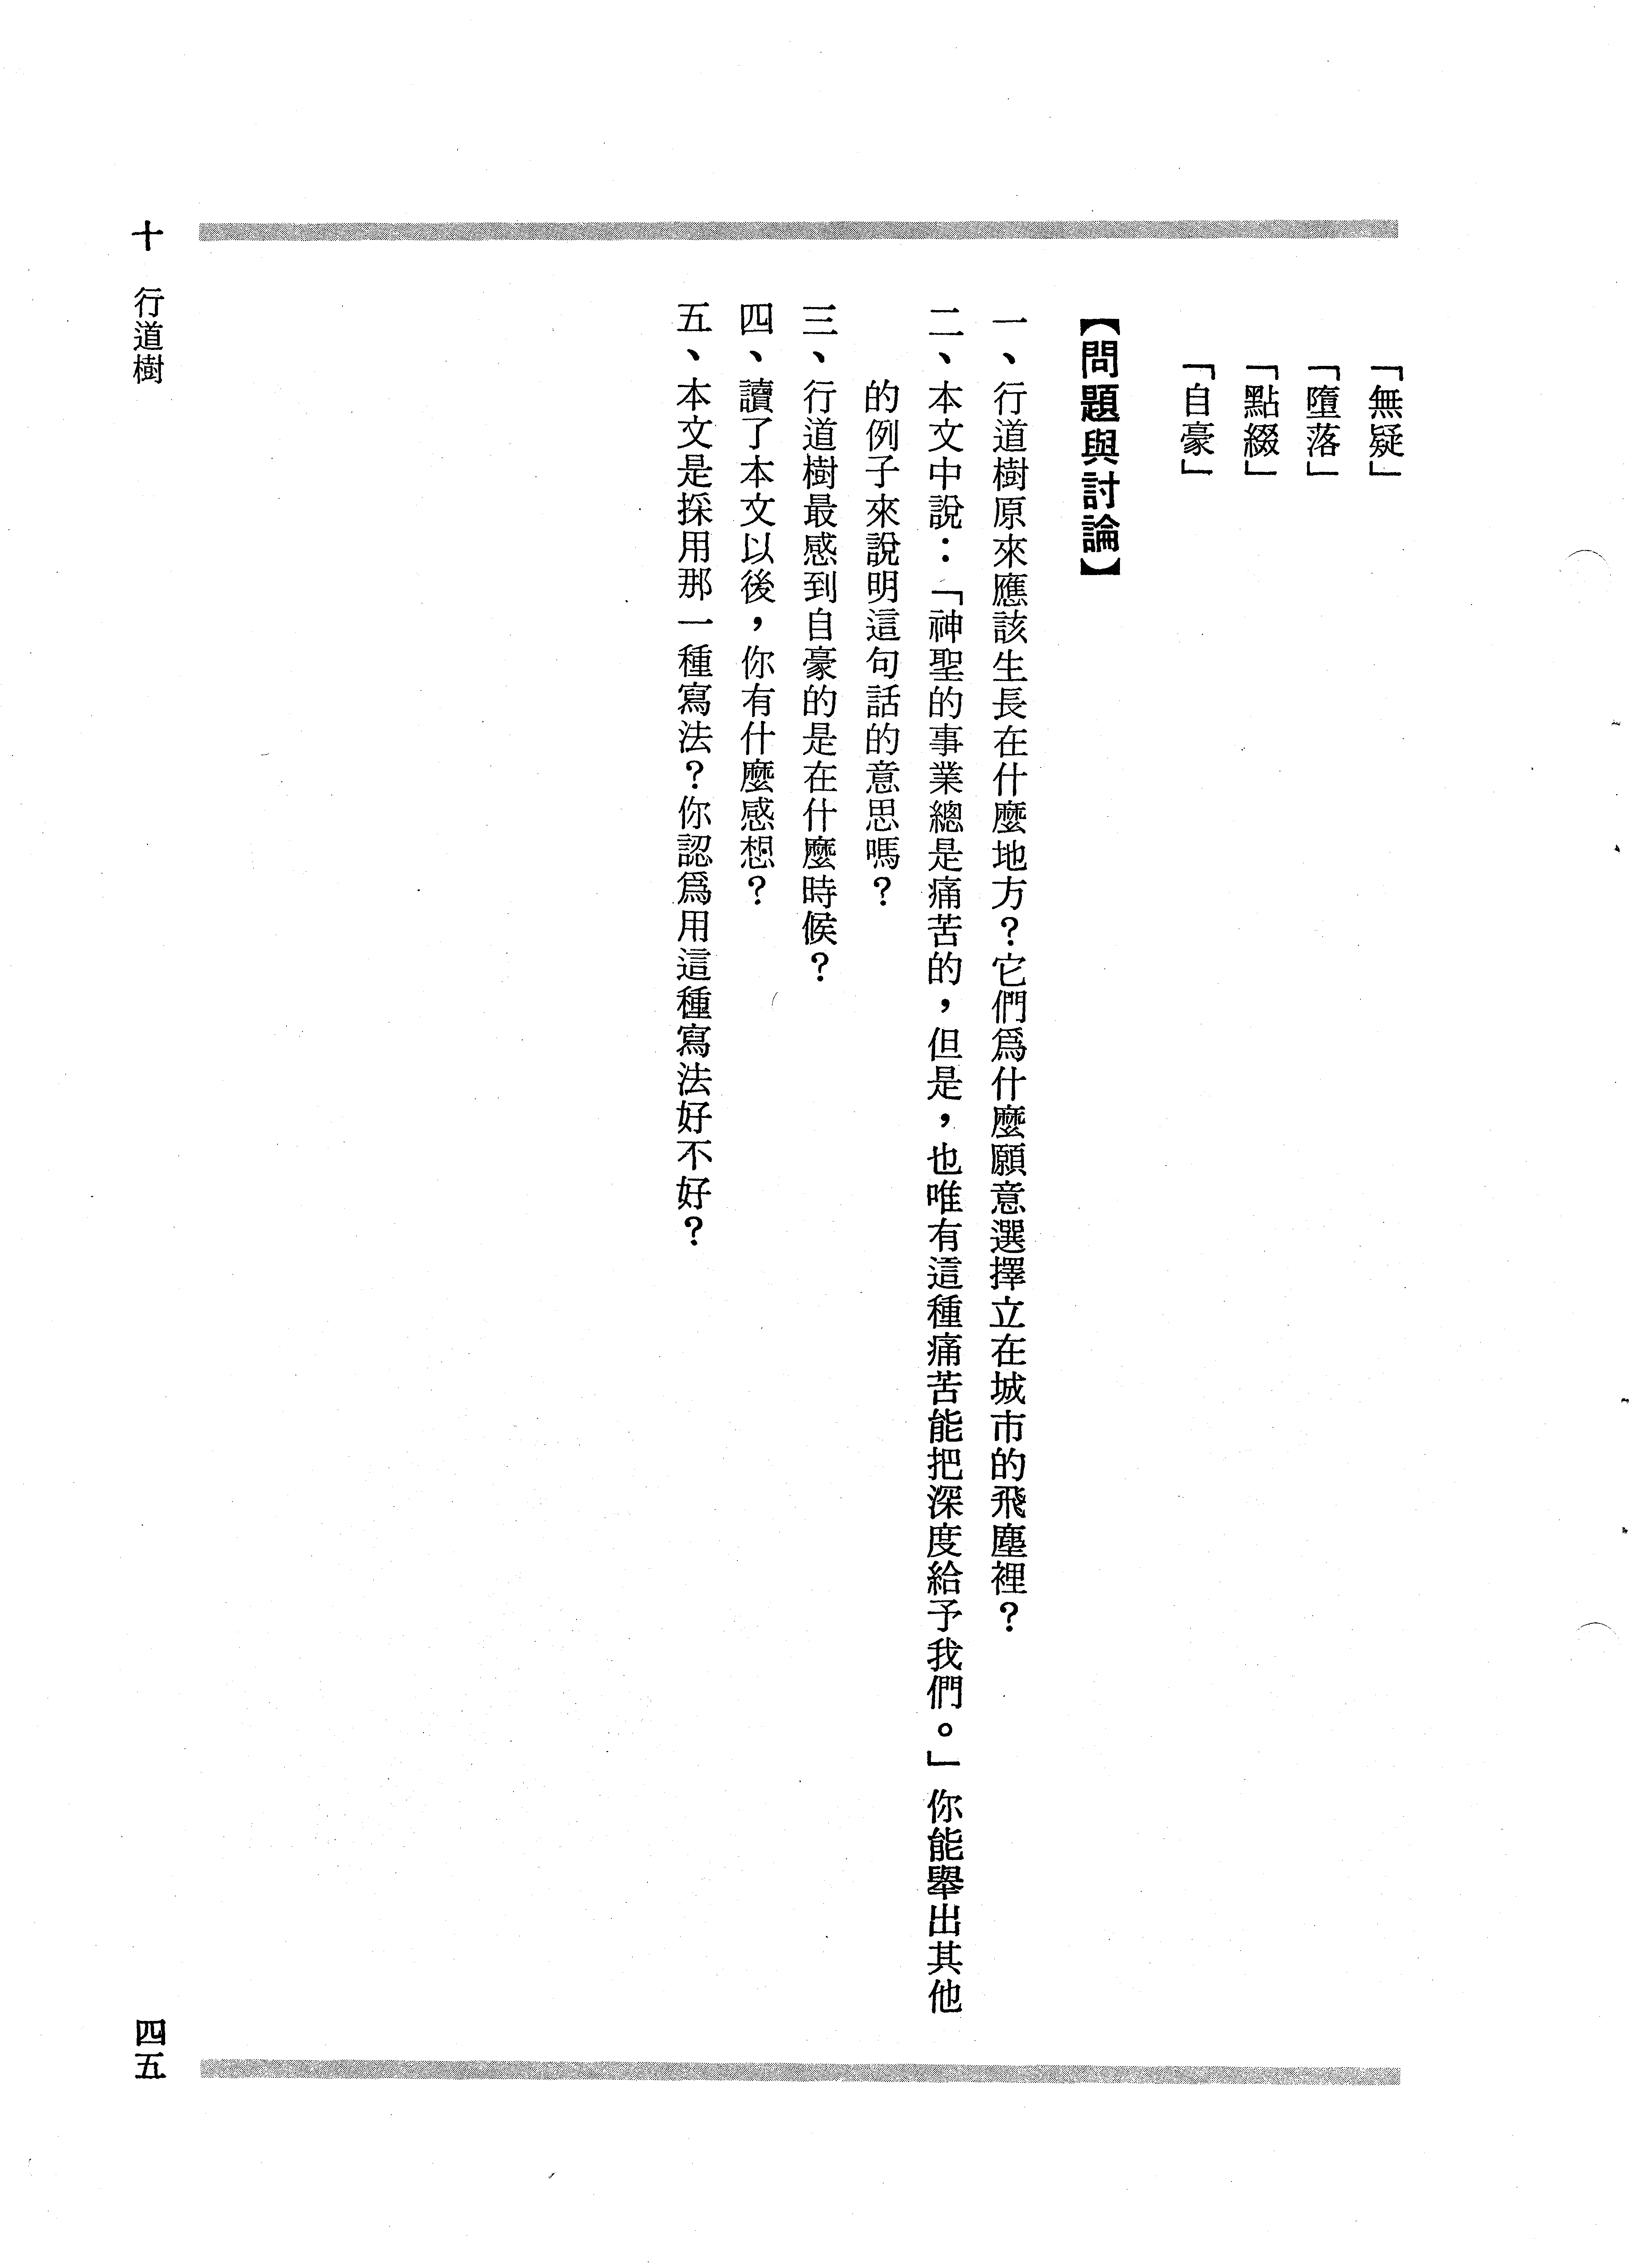 「無疑」
「墮落」
「點綴」
「自豪」
【問題與討論】
一、行道樹原來應該生長在什麼地方？它們爲什麼願意選擇立在城市的飛塵裡？
二、本文中說：「神聖的事業總是痛苦的，但是，也唯有這種痛苦能把深度給予我們。」你能舉出其他
的例子來說明這句話的意思嗎？
三、行道樹最感到自豪的是在什麼時候？
四、讀了本文以後，你有什麼感想？
五、本文是採用那一種寫法？你認爲用這種寫法好不好？
十　行道樹
四五